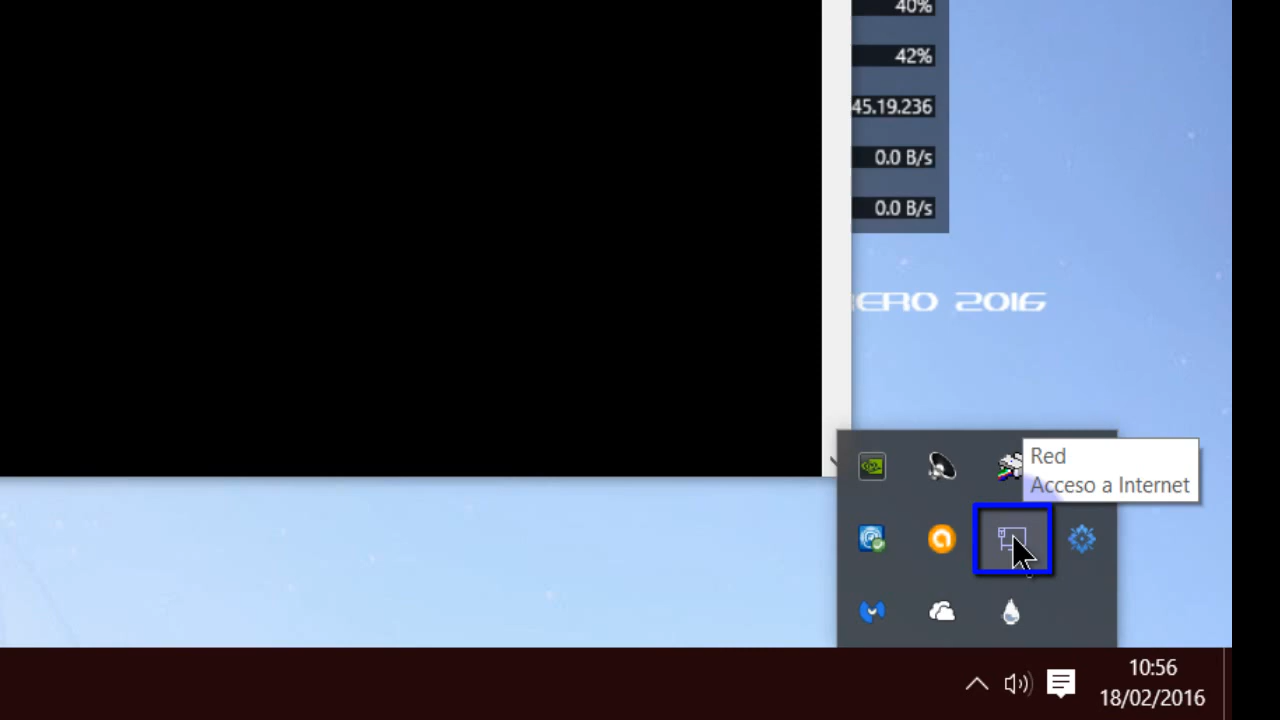 40%
42%
45.19.236
0.0 B/s
0.0 B/s
ERO 2016
Red
Acceso a Internet
10:56
18/02/2016